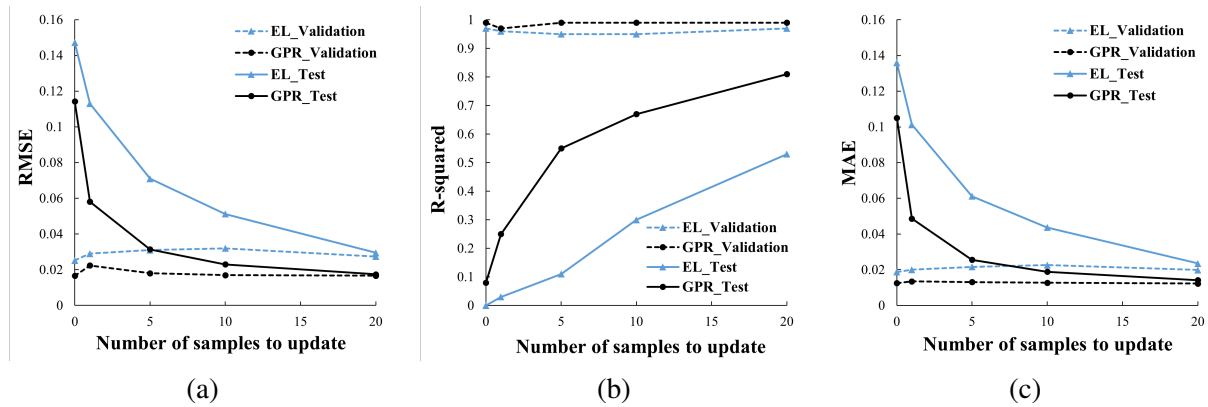 0.16
0.14
0.12
0.1
0.08
0.06
0.04
0.02
0
RMSE
0 5 10 15 20
Number of samples to update
EL_Validation
GPR_Validation
EL_Test
GPR_Test
(a)
1
0.9
0.8
0.7
0.6
0.5
0.4
0.3
0.2
0.1
0
R-squared
0 5 10 15 20
Number of samples to update
EL_Validation
GPR_Validation
EL_Test
GPR_Test
(b)
0.16
0.14
0.12
0.1
0.08
0.06
0.04
0.02
0
MAE
0 5 10 15 20
Number of samples to update
EL_Validation
GPR_Validation
EL_Test
GPR_Test
(c)